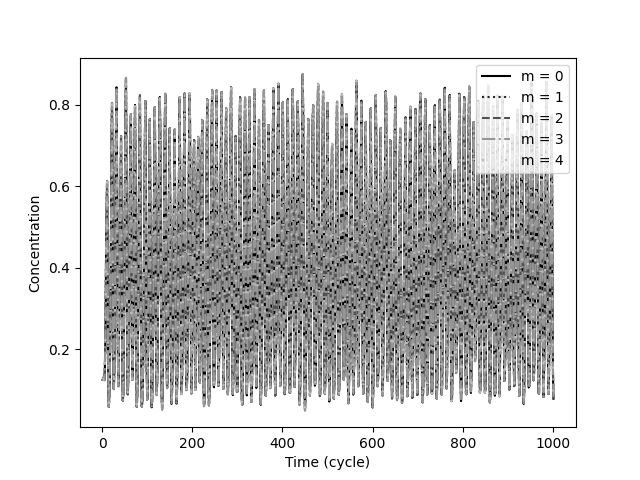 m = 0
m = 1
m = 2
m = 3
m = 4
0.8
0.6
0.4
0.2
Concentration
0 200 400 600 800 1000
Time (cycle)